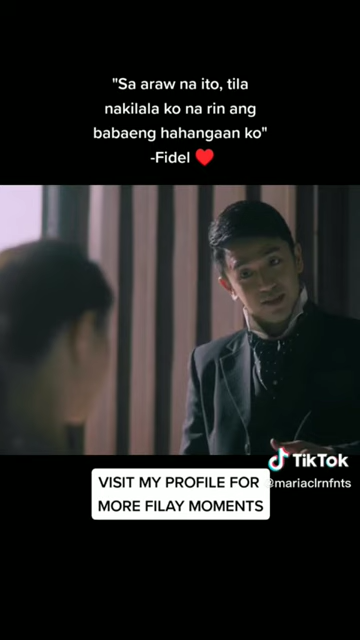 "Sa araw na ito, tila
nakilala ko na rin ang
babaeng hahangaan ko"
-Fidel ❤️
TikTok
@mariaclrnfnts
VISIT MY PROFILE FOR
MORE FILAY MOMENTS